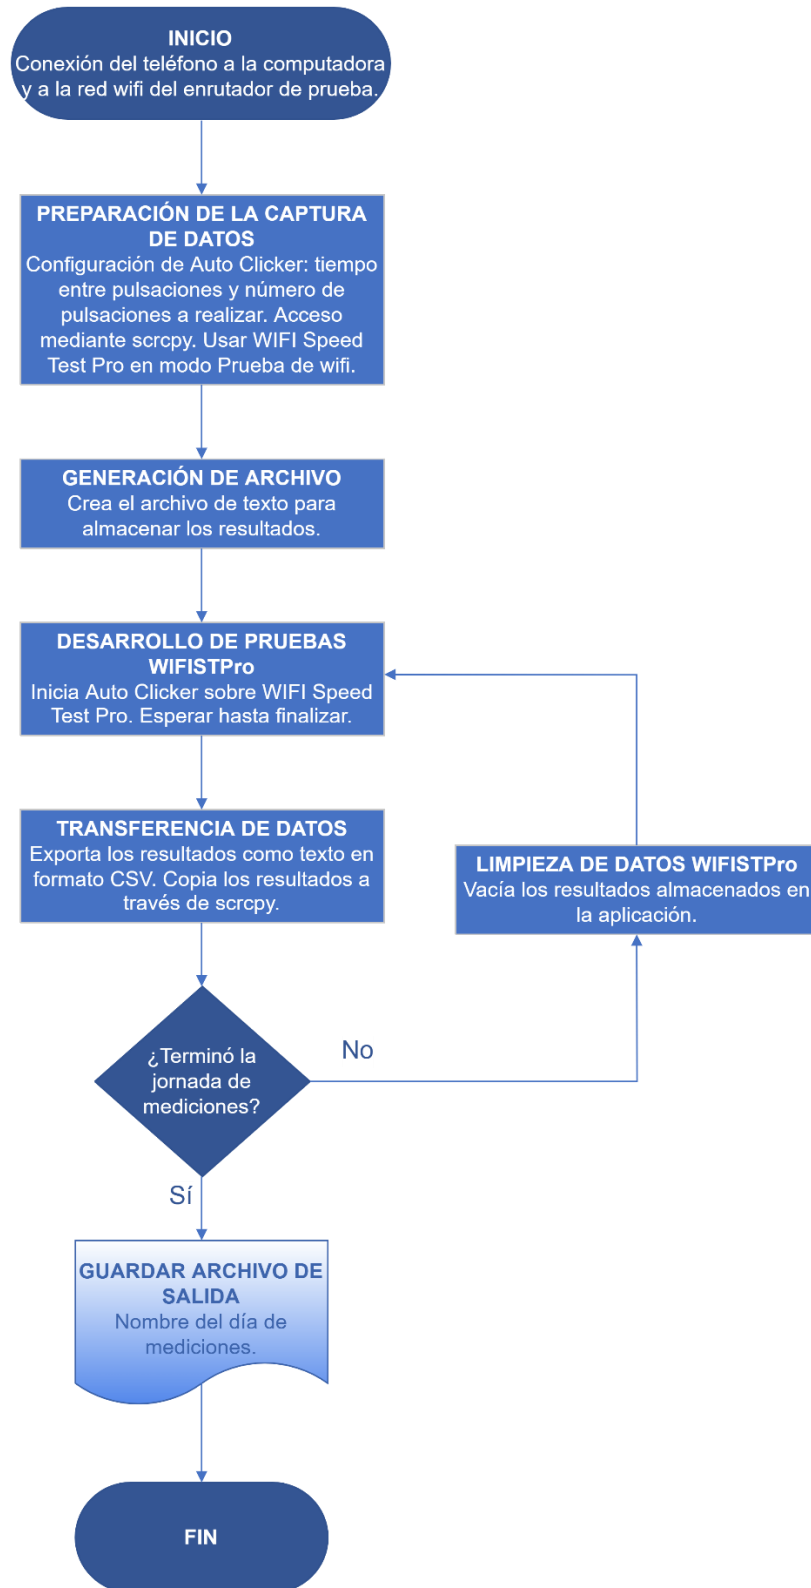 INICIO
Conexión del teléfono a la computadora
y a la red wifi del enrutador de prueba.
PREPARACIÓN DE LA CAPTURA
DE DATOS
Configuración de Auto Clicker: tiempo
entre pulsaciones y número de
pulsaciones a realizar. Acceso
mediante scrcpy. Usar WIFI Speed
Test Pro en modo Prueba de wifi.
GENERACIÓN DE ARCHIVO
Crea el archivo de texto para
almacenar los resultados.
DESARROLLO DE PRUEBAS
WIFISTPro
Inicia Auto Clicker sobre WIFI Speed
Test Pro. Esperar hasta finalizar.
TRANSFERENCIA DE DATOS
Exporta los resultados como texto en
formato CSV. Copia los resultados a
través de scrcpy.
LIMPIEZA DE DATOS WIFISTPro
Vacía los resultados almacenados en
la aplicación.
¿Terminó la
jornada de
mediciones?
No
Sí
GUARDAR ARCHIVO DE
SALIDA
Nombre del día de
mediciones.
FIN